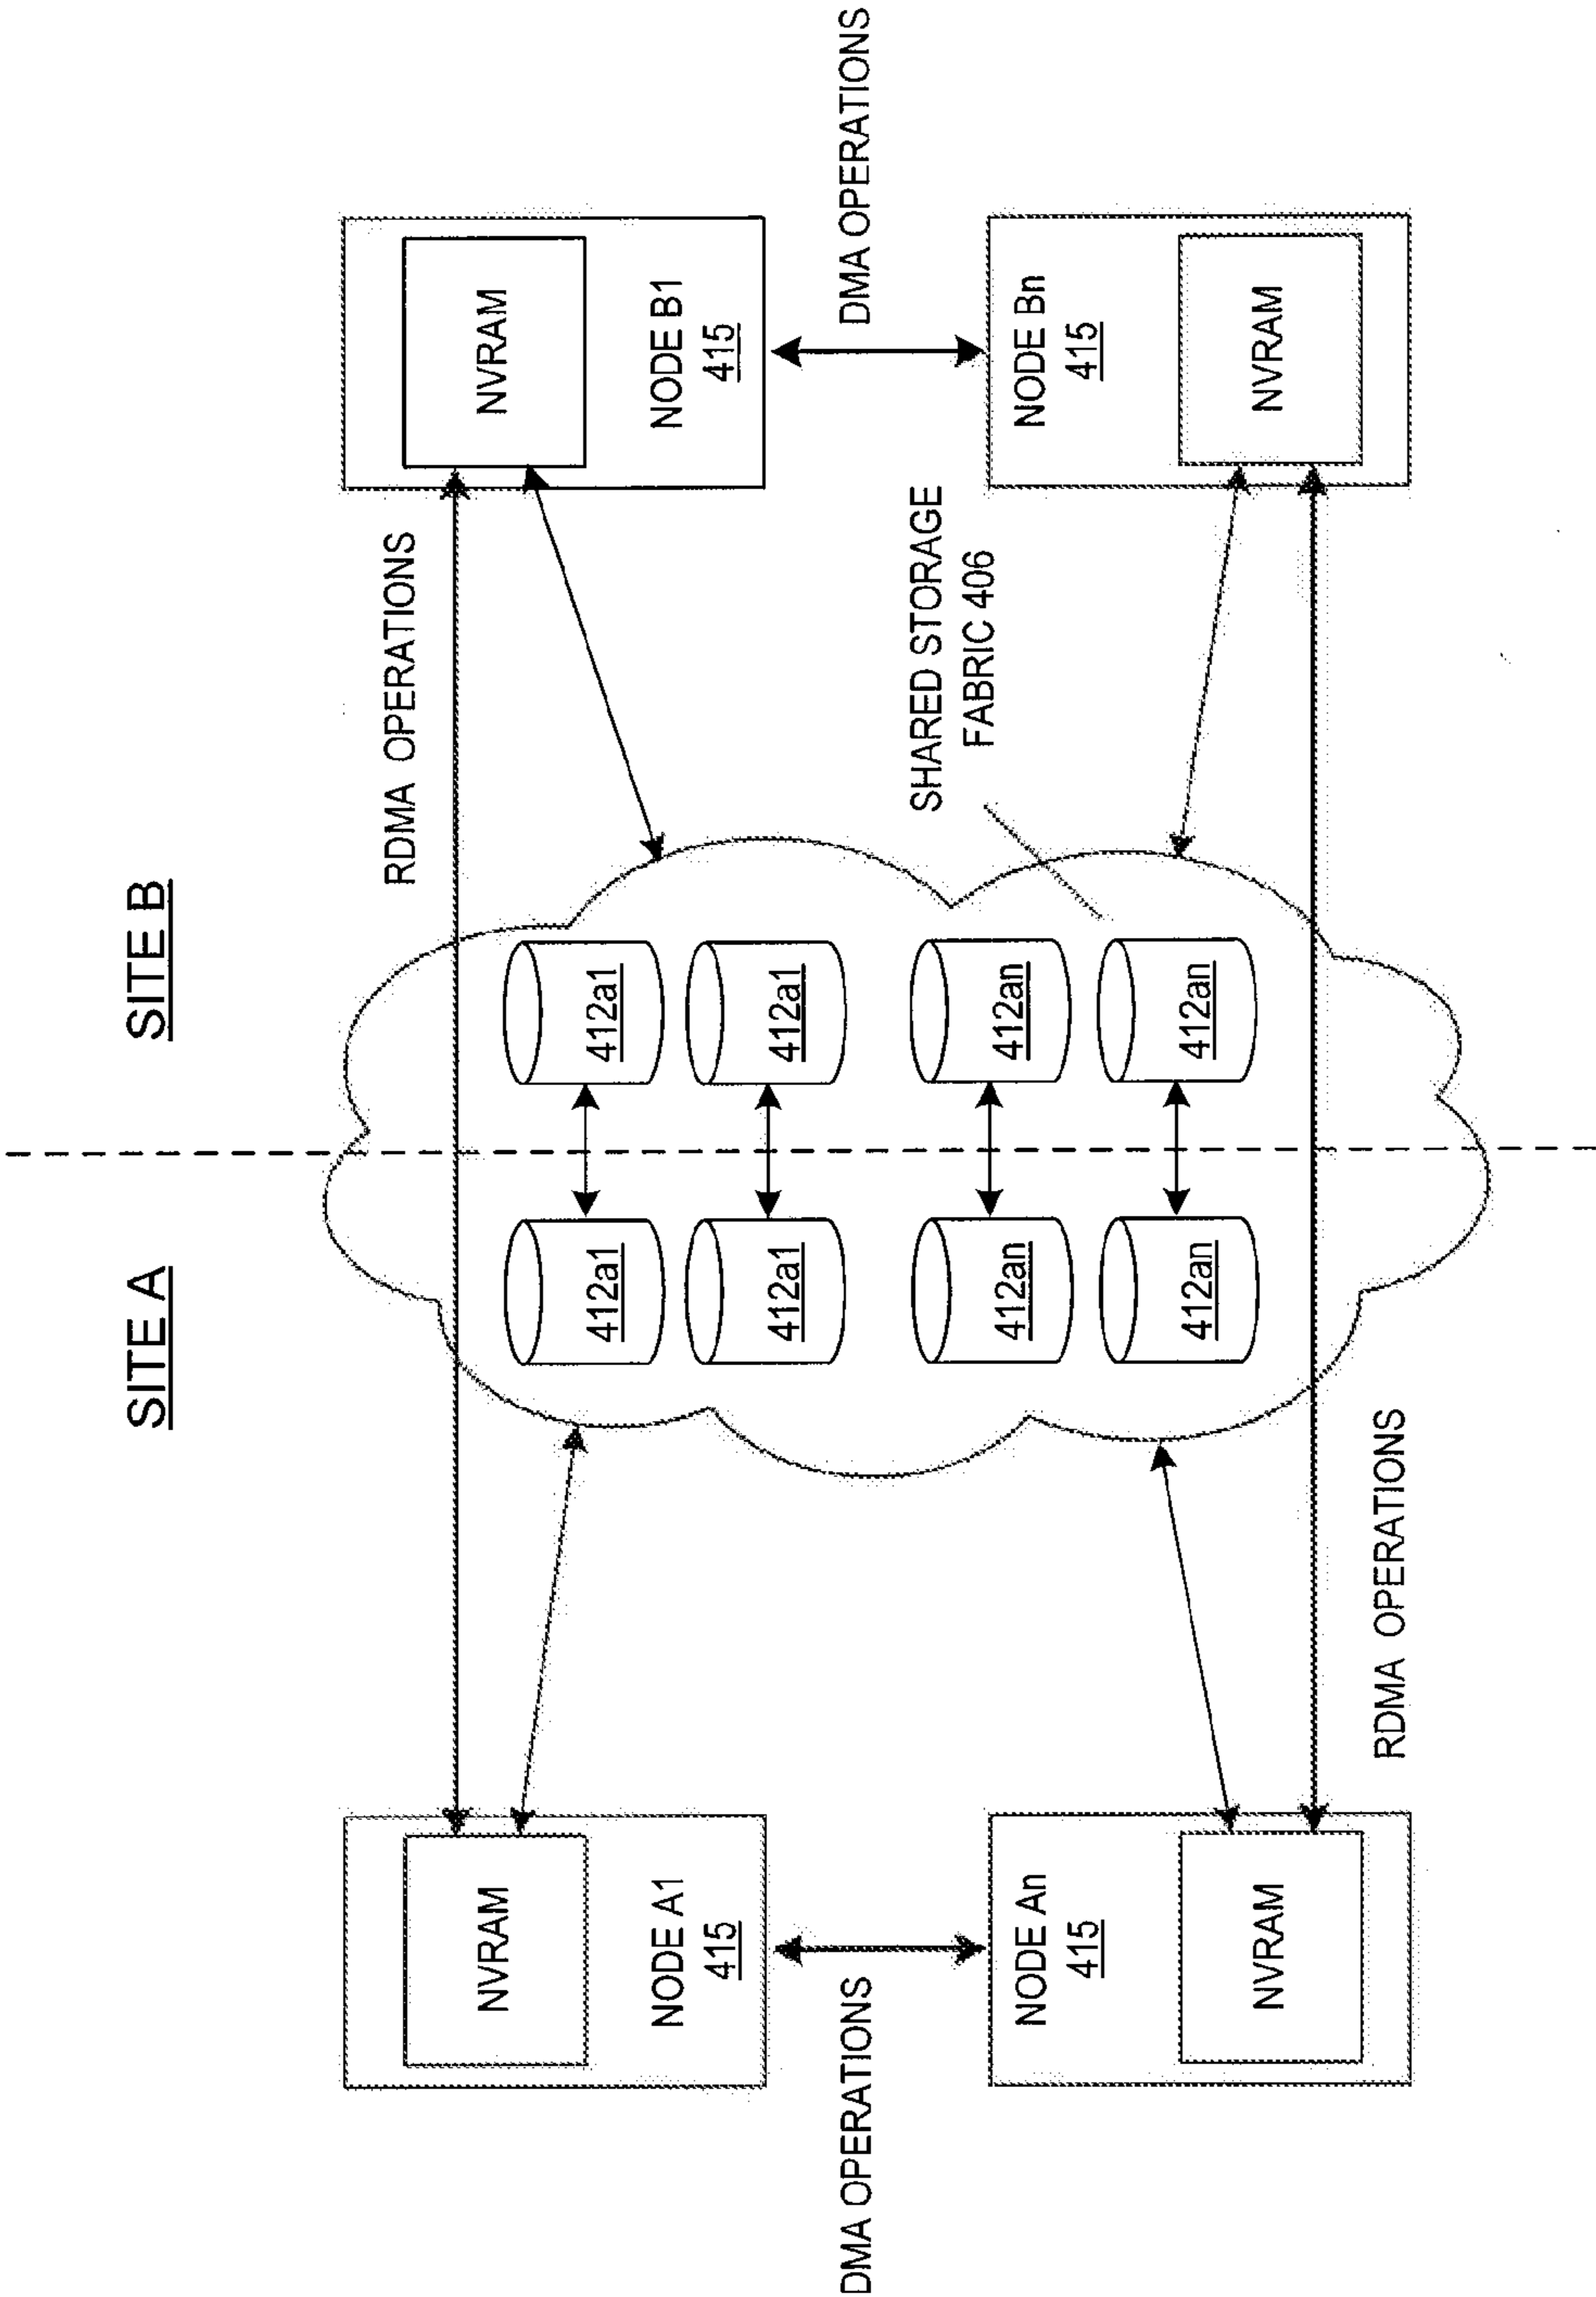 SITE A
SITE B
RDMA OPERATIONS
NVRAM
NVRAM
412a1
412a1
NODE A1
415
NODE B1
415
412a1
412a1
DMA OPERATIONS
DMA OPERATIONS
SHARED STORAGE
FABRIC 406
412an
412an
NODE An
415
NODE Bn
415
412an
412an
NVRAM
NVRAM
RDMA OPERATIONS